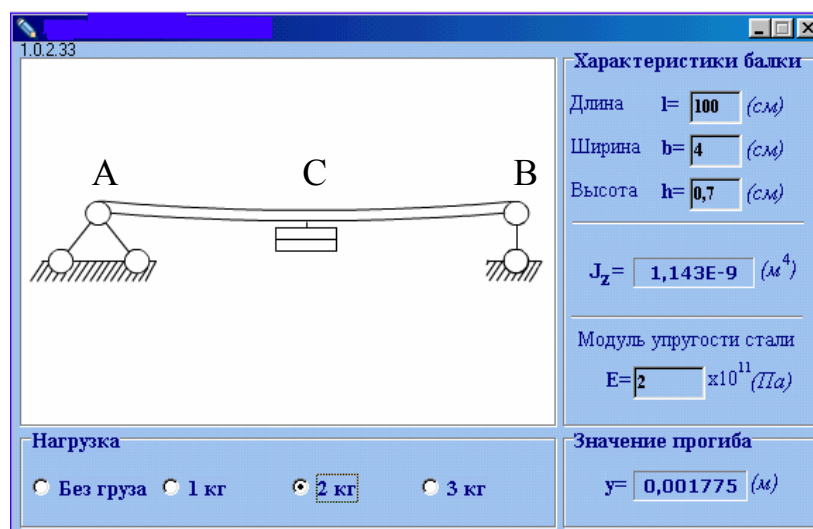 1.0.2.33
A C B
Характеристики балки
Длина l= 100 (см)
Ширина b= 4 (см)
Высота h= 0,7 (см)
Jz= 1,143E-9 (м⁴)
Модуль упругости стали
E= 2 x10¹¹ (Па)
Нагрузка
Без груза 1 кг 2 кг 3 кг
Значение прогиба
y= 0,001775 (м)